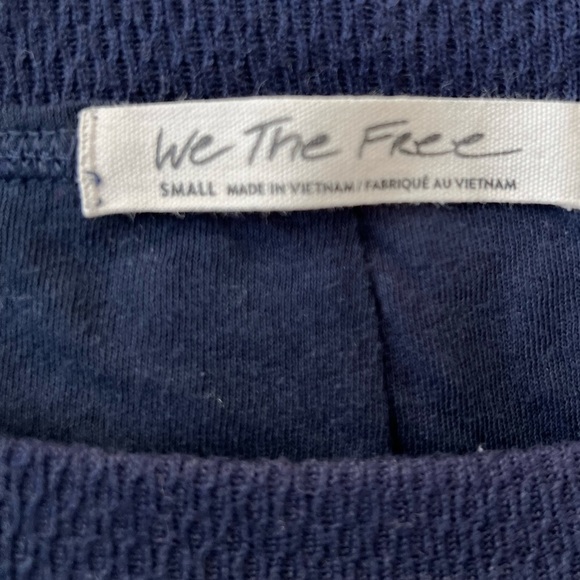 We The Free
SMALL MADE IN VIETNAM / FABRIQUÉ AU VIETNAM